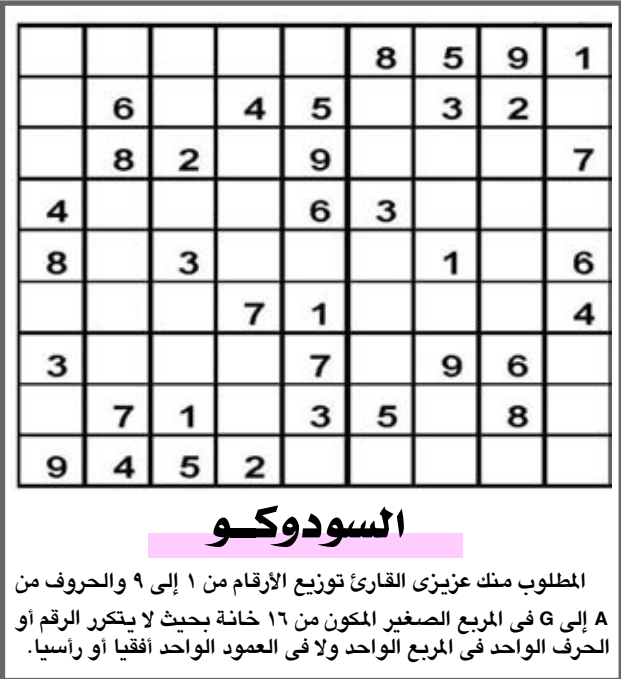 8 5 9 1
6 4 5 3 2
8 2 9 7
4 6 3
8 3 1 6
7 1 4
3 7 9 6
7 1 3 5 8
9 4 5 2
السودوكـو
المطلوب منك عزيزى القارئ توزيع الأرقام من ١ إلى ٩ والحروف من
A إلى G فى المربع الصغير المكون من ١٦ خانة بحيث لا يتكرر الرقم أو
الحرف الواحد فى المربع الواحد ولا فى العمود الواحد أفقيا أو رأسيا.